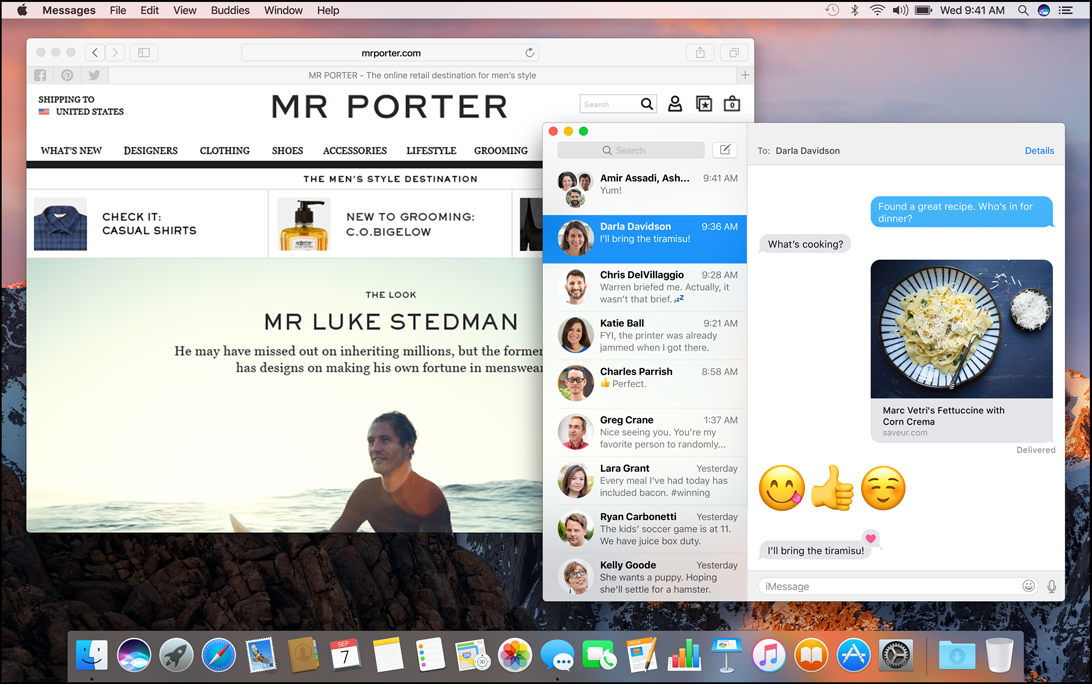 Messages File Edit View Buddies Window Help
Wed 9:41 AM
mrporter.com
MR PORTER - The online retail destination for men's style
SHIPPING TO
UNITED STATES
MR PORTER
Search
0
WHAT'S NEW DESIGNERS CLOTHING SHOES ACCESSORIES LIFESTYLE GROOMING
THE MEN'S STYLE DESTINATION
CHECK IT:
CASUAL SHIRTS
NEW TO GROOMING:
C.O.BIGELOW
THE LOOK
MR LUKE STEDMAN
He may have missed out on inheriting millions, but the former
has designs on making his own fortune in menswear
Search
Amir Assadi, Ash... 9:41 AM
Yum!
Darla Davidson 9:36 AM
I'll bring the tiramisu!
Chris DelVillaggio 9:28 AM
Warren briefed me. Actually, it
wasn't that brief. 💤
Katie Ball 9:21 AM
FYI, the printer was already
jammed when I got there.
Charles Parrish 8:58 AM
👍 Perfect.
Greg Crane 1:37 AM
Nice seeing you. You're my
favorite person to randomly...
Lara Grant Yesterday
Every meal I've had today has
included bacon. #winning
Ryan Carbonetti Yesterday
The kids' soccer game is at 11.
We have juice box duty.
Kelly Goode Yesterday
She wants a puppy. Hoping
she'll settle for a hamster.
To: Darla Davidson Details
Found a great recipe. Who's in for
dinner?
What's cooking?
Marc Vetri's Fettuccine with
Corn Crema
saveur.com
Delivered
😋👍☺️
I'll bring the tiramisu!
iMessage
SEP
7